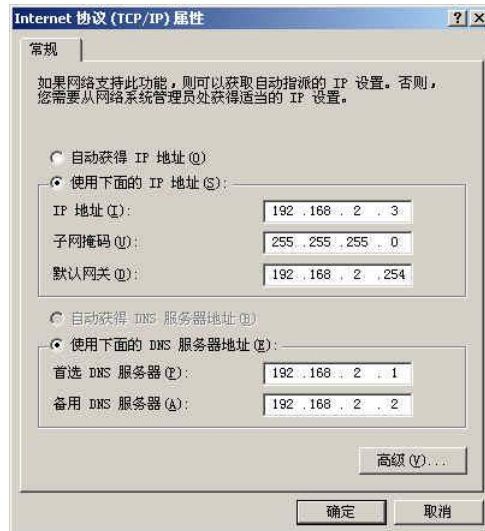 Internet 协议 (TCP/IP) 属性
常规
如果网络支持此功能，则可以获取自动指派的 IP 设置。否则，
您需要从网络系统管理员处获得适当的 IP 设置。
自动获得 IP 地址(O)
使用下面的 IP 地址(S):
IP 地址(I): 192 .168 . 2 . 3
子网掩码(U): 255 .255 .255 . 0
默认网关(D): 192 .168 . 2 .254
自动获得 DNS 服务器地址(B)
使用下面的 DNS 服务器地址(E):
首选 DNS 服务器(P): 192 .168 . 2 . 1
备用 DNS 服务器(A): 192 .168 . 2 . 2
高级(V)...
确定 取消